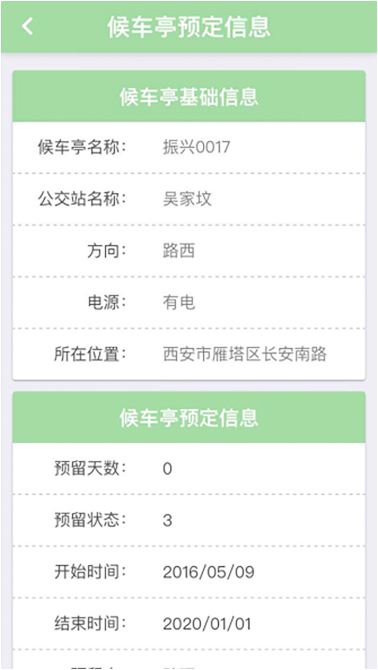 候车亭预定信息
候车亭基础信息
候车亭名称： 振兴0017
公交站名称： 吴家坟
方向： 路西
电源： 有电
所在位置： 西安市雁塔区长安南路
候车亭预定信息
预留天数： 0
预留状态： 3
开始时间： 2016/05/09
结束时间： 2020/01/01